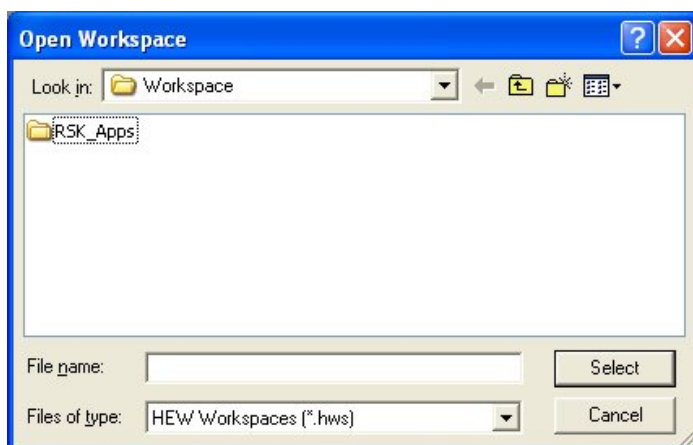 Open Workspace
Look in: Workspace
RSK_Apps
File name:
Select
Files of type: HEW Workspaces (*.hws)
Cancel